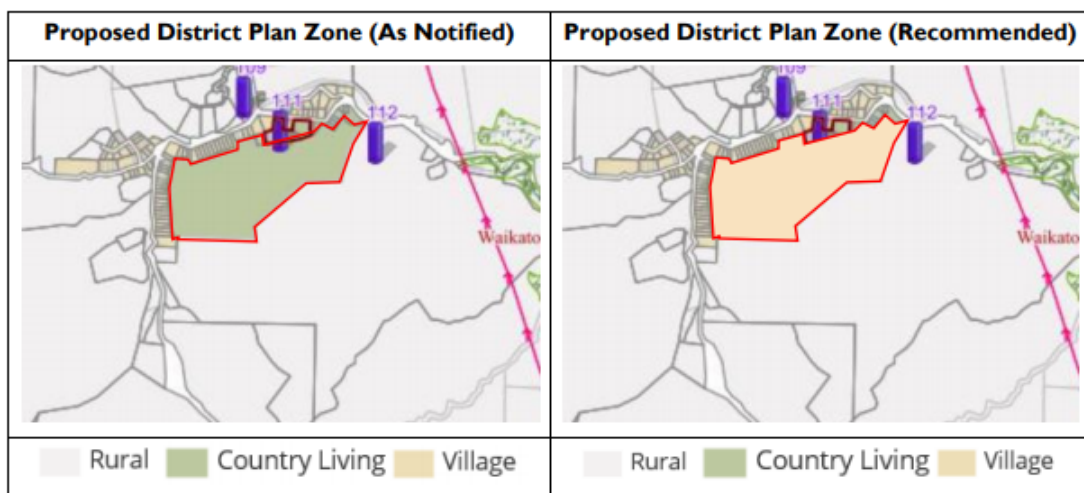 Proposed District Plan Zone (As Notified)
Proposed District Plan Zone (Recommended)
109
111
112
Waikato
109
111
112
Waikato
Rural Country Living Village
Rural Country Living Village